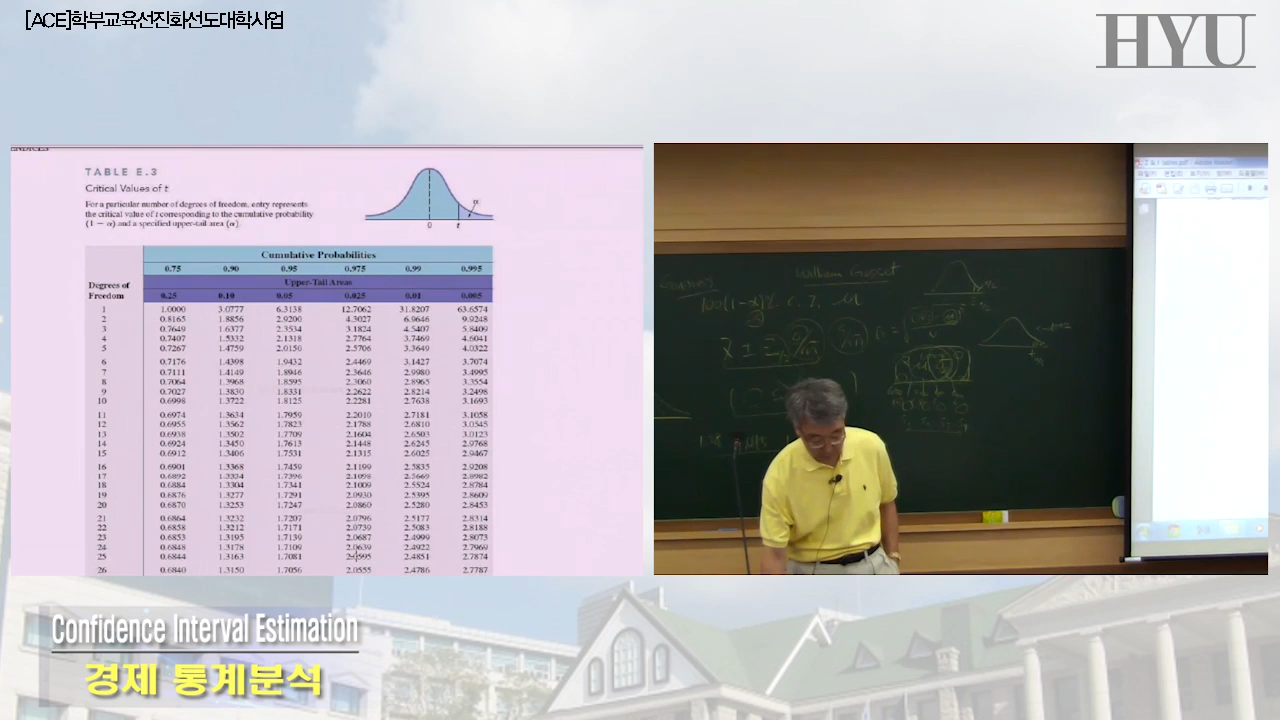 [ACE]학부교육선진화선도대학사업
HYU
TABLE E.3
Critical Values of t
For a particular number of degrees of freedom, entry represents
the critical value of t corresponding to the cumulative probability
(1 − α) and a specified upper-tail area (α).
α
0 t
Cumulative Probabilities
0.75 0.90 0.95 0.975 0.99 0.995
Upper-Tail Areas
Degrees of
Freedom 0.25 0.10 0.05 0.025 0.01 0.005
1 1.0000 3.0777 6.3138 12.7062 31.8207 63.6574
2 0.8165 1.8856 2.9200 4.3027 6.9646 9.9248
3 0.7649 1.6377 2.3534 3.1824 4.5407 5.8409
4 0.7407 1.5332 2.1318 2.7764 3.7469 4.6041
5 0.7267 1.4759 2.0150 2.5706 3.3649 4.0322
6 0.7176 1.4398 1.9432 2.4469 3.1427 3.7074
7 0.7111 1.4149 1.8946 2.3646 2.9980 3.4995
8 0.7064 1.3968 1.8595 2.3060 2.8965 3.3554
9 0.7027 1.3830 1.8331 2.2622 2.8214 3.2498
10 0.6998 1.3722 1.8125 2.2281 2.7638 3.1693
11 0.6974 1.3634 1.7959 2.2010 2.7181 3.1058
12 0.6955 1.3562 1.7823 2.1788 2.6810 3.0545
13 0.6938 1.3502 1.7709 2.1604 2.6503 3.0123
14 0.6924 1.3450 1.7613 2.1448 2.6245 2.9768
15 0.6912 1.3406 1.7531 2.1315 2.6025 2.9467
16 0.6901 1.3368 1.7459 2.1199 2.5835 2.9208
17 0.6892 1.3334 1.7396 2.1098 2.5669 2.8982
18 0.6884 1.3304 1.7341 2.1009 2.5524 2.8784
19 0.6876 1.3277 1.7291 2.0930 2.5395 2.8609
20 0.6870 1.3253 1.7247 2.0860 2.5280 2.8453
21 0.6864 1.3232 1.7207 2.0796 2.5177 2.8314
22 0.6858 1.3212 1.7171 2.0739 2.5083 2.8188
23 0.6853 1.3195 1.7139 2.0687 2.4999 2.8073
24 0.6848 1.3178 1.7109 2.0639 2.4922 2.7969
25 0.6844 1.3163 1.7081 2.0595 2.4851 2.7874
26 0.6840 1.3150 1.7056 2.0555 2.4786 2.7787
William Gosset
100(1-α)% C.I. μ
Confidence Interval Estimation
경제 통계분석